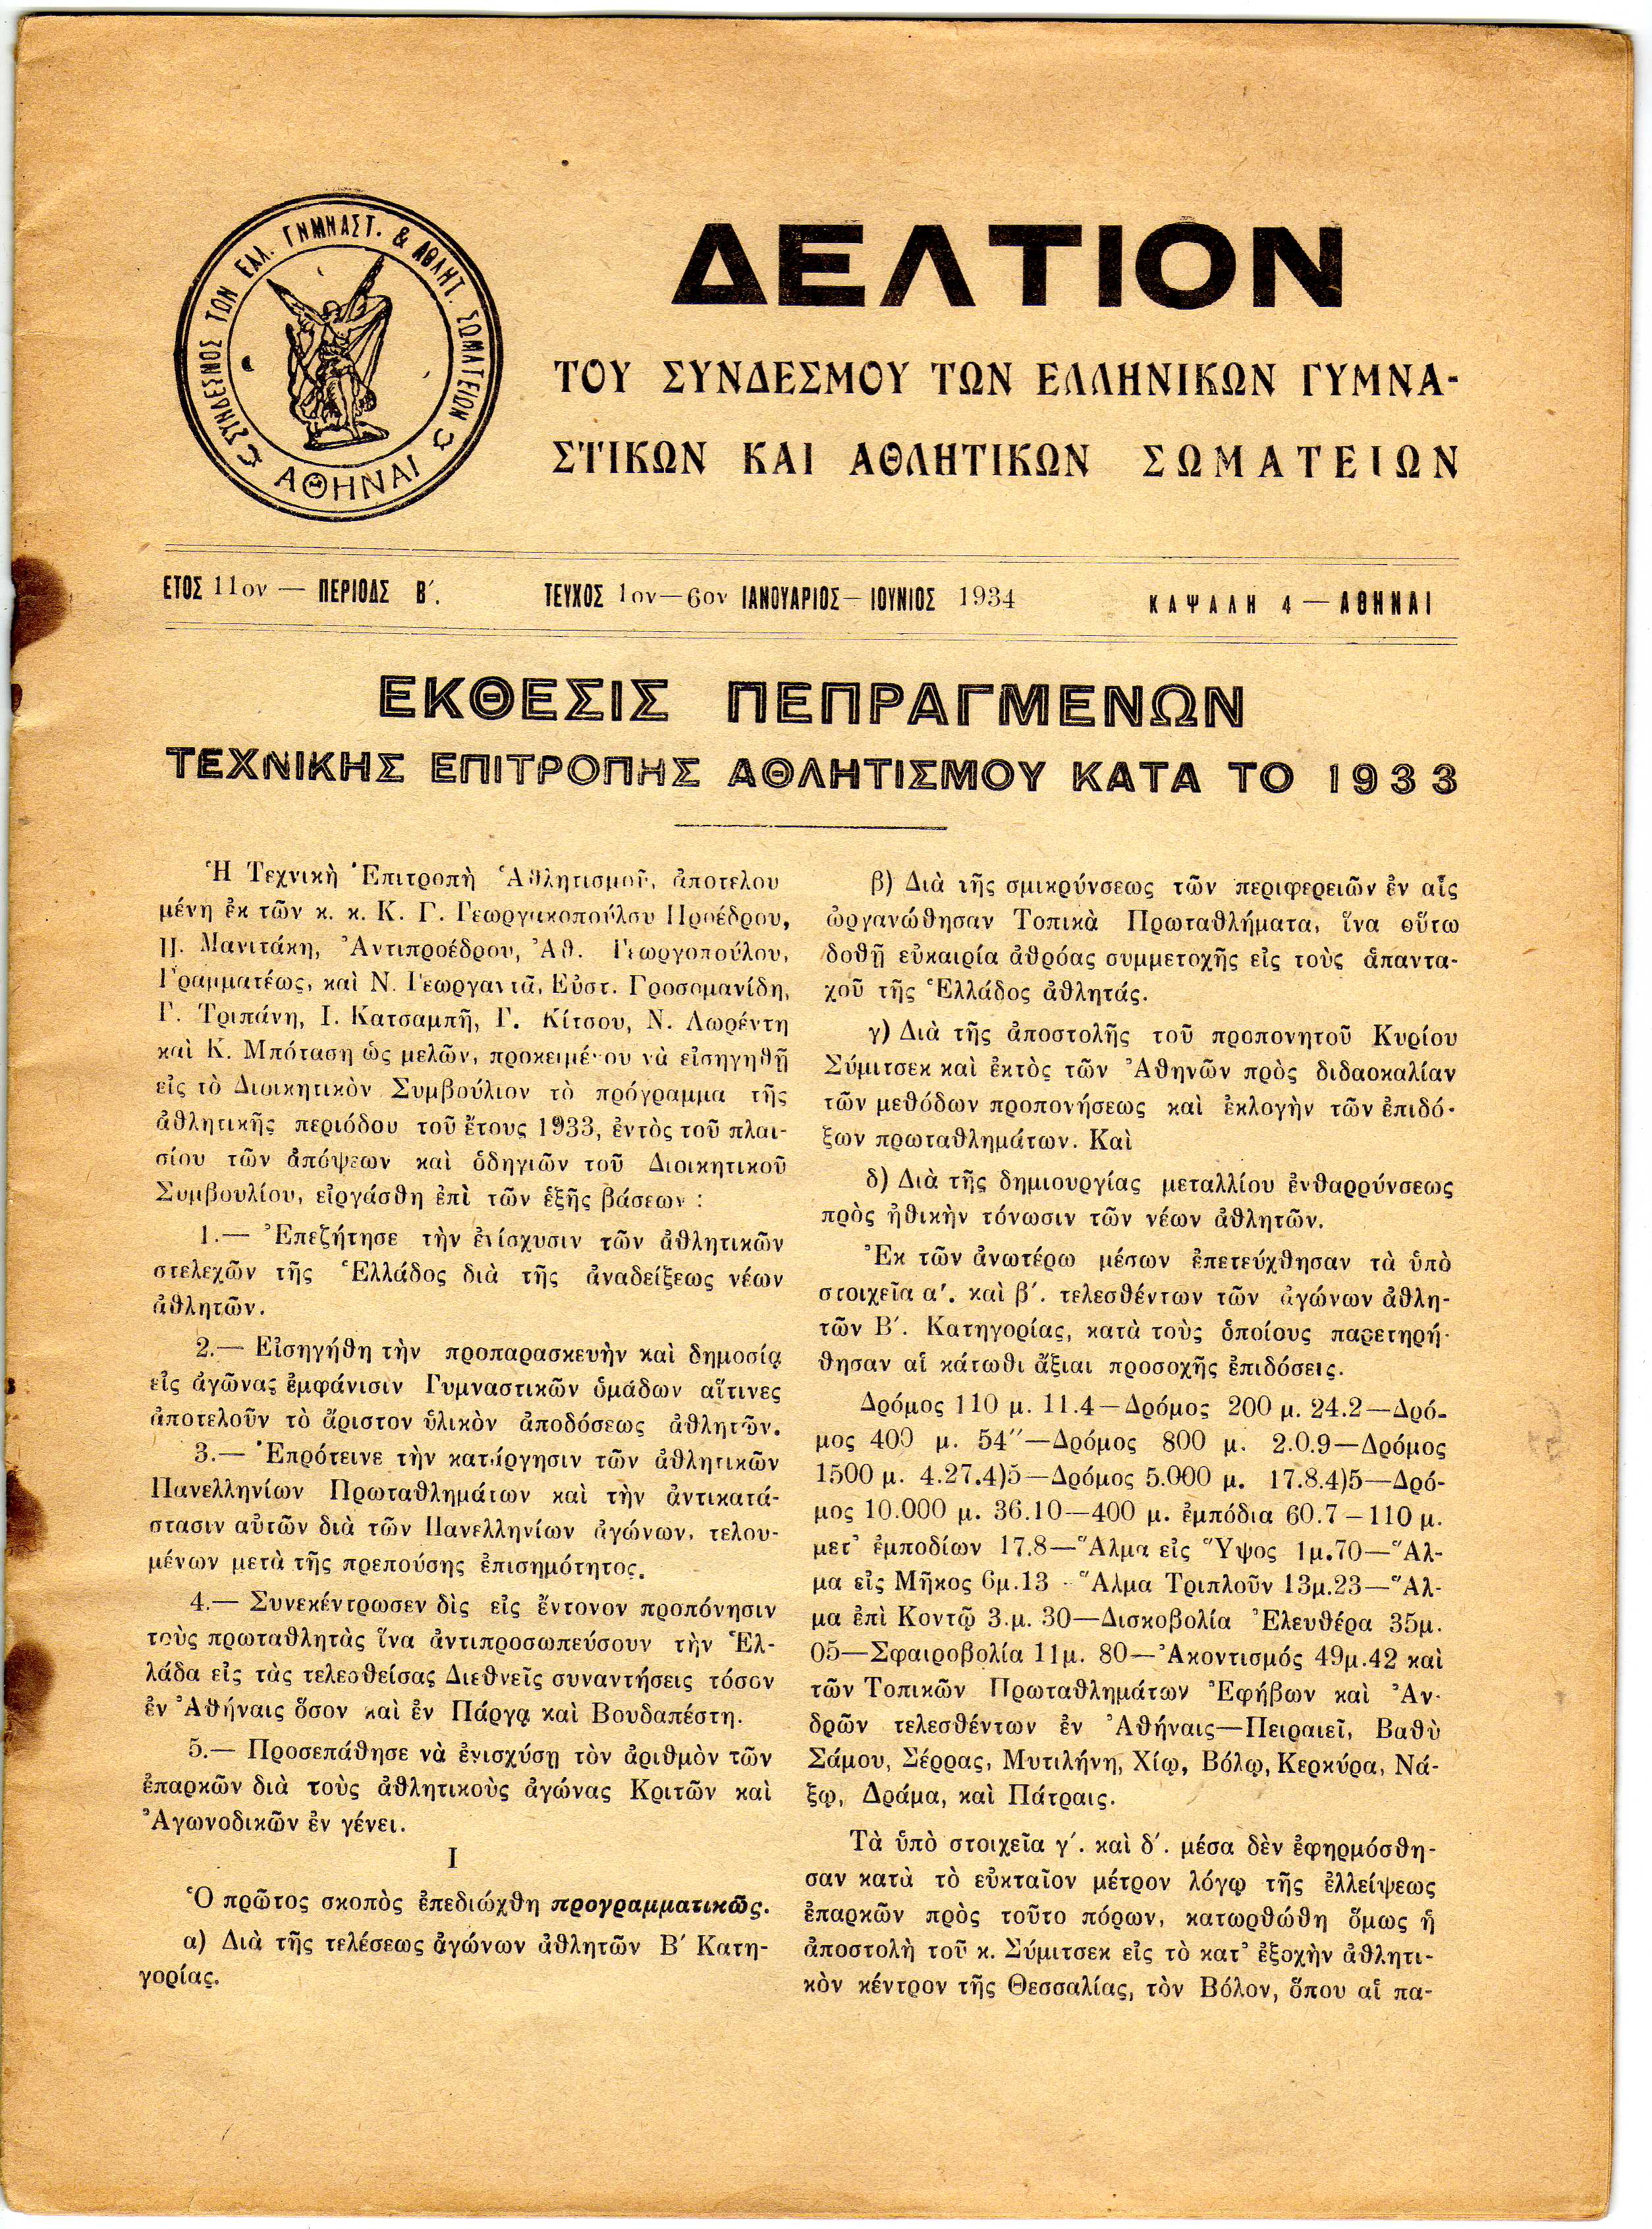 ΣΥΝΔΕΣΜΟΣ ΤΩΝ ΕΛΛ. ΓΗΜΝΑΣΤ. & ΑΘΛΗΤ. ΣΩΜΑΤΕΙΩΝ
ΑΘΗΝΑΙ
ΔΕΛΤΙΟΝ
ΤΟΥ ΣΥΝΔΕΣΜΟΥ ΤΩΝ ΕΛΛΗΝΙΚΩΝ ΓΥΜΝΑ-
ΣΤΙΚΩΝ ΚΑΙ ΑΘΛΗΤΙΚΩΝ ΣΩΜΑΤΕΙΩΝ
ΕΤΟΣ 11ον — ΠΕΡΙΟΔΣ Β΄. ΤΕΥΧΟΣ 1ον—6ον ΙΑΝΟΥΑΡΙΟΣ—ΙΟΥΝΙΟΣ 1934 ΚΑΨΑΛΗ 4 — ΑΘΗΝΑΙ
ΕΚΘΕΣΙΣ ΠΕΠΡΑΓΜΕΝΩΝ
ΤΕΧΝΙΚΗΣ ΕΠΙΤΡΟΠΗΣ ΑΘΛΗΤΙΣΜΟΥ ΚΑΤΑ ΤΟ 1933
Ἡ Τεχνικὴ Ἐπιτροπὴ Ἀθλητισμοῦ, ἀποτελου
μένη ἐκ τῶν κ. κ. Κ. Γ. Γεωργακοπούλου Προέδρου,
Π. Μανιτάκη, Ἀντιπροέδρου, Ἀθ. Γεωργοπούλου,
Γραμματέως, καὶ Ν. Γεωργαντᾶ, Εὐστ. Γροσομανίδη,
Γ. Τριπάνη, Ι. Κατσαμπῆ, Γ. Κίτσου, Ν. Λωρέντη
καὶ Κ. Μπόταση ὡς μελῶν, προκειμένου νὰ εἰσηγηθῇ
εἰς τὸ Διοικητικὸν Συμβούλιον τὸ πρόγραμμα τῆς
ἀθλητικῆς περιόδου τοῦ ἔτους 1933, ἐντὸς τοῦ πλαι-
σίου τῶν ἀπόψεων καὶ ὁδηγιῶν τοῦ Διοικητικοῦ
Συμβουλίου, εἰργάσθη ἐπὶ τῶν ἑξῆς βάσεων :
1.— Ἐπεζήτησε τὴν ἐνίσχυσιν τῶν ἀθλητικῶν
στελεχῶν τῆς Ἑλλάδος διὰ τῆς ἀναδείξεως νέων
ἀθλητῶν.
2.— Εἰσηγήθη τὴν προπαρασκευὴν καὶ δημοσίᾳ
εἰς ἀγῶνας ἐμφάνισιν Γυμναστικῶν ὁμάδων αἵτινες
ἀποτελοῦν τὸ ἄριστον ὑλικὸν ἀποδόσεως ἀθλητῶν.
3.— Ἐπρότεινε τὴν κατάργησιν τῶν ἀθλητικῶν
Πανελληνίων Πρωταθλημάτων καὶ τὴν ἀντικατά-
στασιν αὐτῶν διὰ τῶν Πανελληνίων ἀγώνων, τελου-
μένων μετὰ τῆς πρεπούσης ἐπισημότητος.
4.— Συνεκέντρωσεν δὶς εἰς ἔντονον προπόνησιν
τοὺς πρωταθλητὰς ἵνα ἀντιπροσωπεύσουν τὴν Ἑλ-
λάδα εἰς τὰς τελεσθείσας Διεθνεῖς συναντήσεις τόσον
ἐν Ἀθήναις ὅσον καὶ ἐν Πάργᾳ καὶ Βουδαπέστη.
5.— Προσεπάθησε νὰ ἐνισχύσῃ τὸν ἀριθμὸν τῶν
ἐπαρκῶν διὰ τοὺς ἀθλητικοὺς ἀγώνας Κριτῶν καὶ
Ἀγωνοδικῶν ἐν γένει.
Ι
Ὁ πρῶτος σκοπὸς ἐπεδιώχθη προγραμματικῶς.
α) Διὰ τῆς τελέσεως ἀγώνων ἀθλητῶν Β΄ Κατη-
γορίας.
β) Διὰ τῆς σμικρύνσεως τῶν περιφερειῶν ἐν αἷς
ὠργανώθησαν Τοπικὰ Πρωταθλήματα, ἵνα οὕτω
δοθῇ εὐκαιρία ἀθρόας συμμετοχῆς εἰς τοὺς ἁπαντα-
χοῦ τῆς Ἑλλάδος ἀθλητάς.
γ) Διὰ τῆς ἀποστολῆς τοῦ προπονητοῦ Κυρίου
Σύμιτσεκ καὶ ἐκτὸς τῶν Ἀθηνῶν πρὸς διδασκαλίαν
τῶν μεθόδων προπονήσεως καὶ ἐκλογὴν τῶν ἐπιδό-
ξων πρωταθλημάτων. Καὶ
δ) Διὰ τῆς δημιουργίας μεταλλίου ἐνθαρρύνσεως
πρὸς ἠθικὴν τόνωσιν τῶν νέων ἀθλητῶν.
Ἐκ τῶν ἀνωτέρω μέσων ἐπετεύχθησαν τὰ ὑπὸ
στοιχεῖα α΄. καὶ β΄. τελεσθέντων τῶν ἀγώνων ἀθλη-
τῶν Β΄. Κατηγορίας, κατὰ τοὺς ὁποίους παρετηρή-
θησαν αἱ κάτωθι ἄξιαι προσοχῆς ἐπιδόσεις.
Δρόμος 110 μ. 11.4—Δρόμος 200 μ. 24.2—Δρό-
μος 400 μ. 54΄΄—Δρόμος 800 μ. 2.0.9—Δρόμος
1500 μ. 4.27.4)5—Δρόμος 5.000 μ. 17.8.4)5—Δρό-
μος 10.000 μ. 36.10—400 μ. ἐμπόδια 60.7—110 μ.
μετ᾿ ἐμποδίων 17.8—Ἅλμα εἰς Ὕψος 1μ.70—Ἅλ-
μα εἰς Μῆκος 6μ.13 - Ἅλμα Τριπλοῦν 13μ.23—Ἅλ-
μα ἐπὶ Κοντῷ 3.μ. 30—Δισκοβολία Ἐλευθέρα 35μ.
05—Σφαιροβολία 11μ. 80—Ἀκοντισμός 49μ.42 καὶ
τῶν Τοπικῶν Πρωταθλημάτων Ἐφήβων καὶ Ἀν-
δρῶν τελεσθέντων ἐν Ἀθήναις—Πειραιεῖ, Βαθὺ
Σάμου, Σέρρας, Μυτιλήνη, Χίῳ, Βόλῳ, Κερκύρα, Νά-
ξῳ, Δράμα, καὶ Πάτραις.
Τὰ ὑπὸ στοιχεῖα γ΄. καὶ δ΄. μέσα δὲν ἐφηρμόσθη-
σαν κατὰ τὸ εὐκταῖον μέτρον λόγῳ τῆς ἐλλείψεως
ἐπαρκῶν πρὸς τοῦτο πόρων, κατωρθώθη ὅμως ἡ
ἀποστολὴ τοῦ κ. Σύμιτσεκ εἰς τὸ κατ᾿ ἐξοχὴν ἀθλητι-
κὸν κέντρον τῆς Θεσσαλίας, τὸν Βόλον, ὅπου αἱ πα-